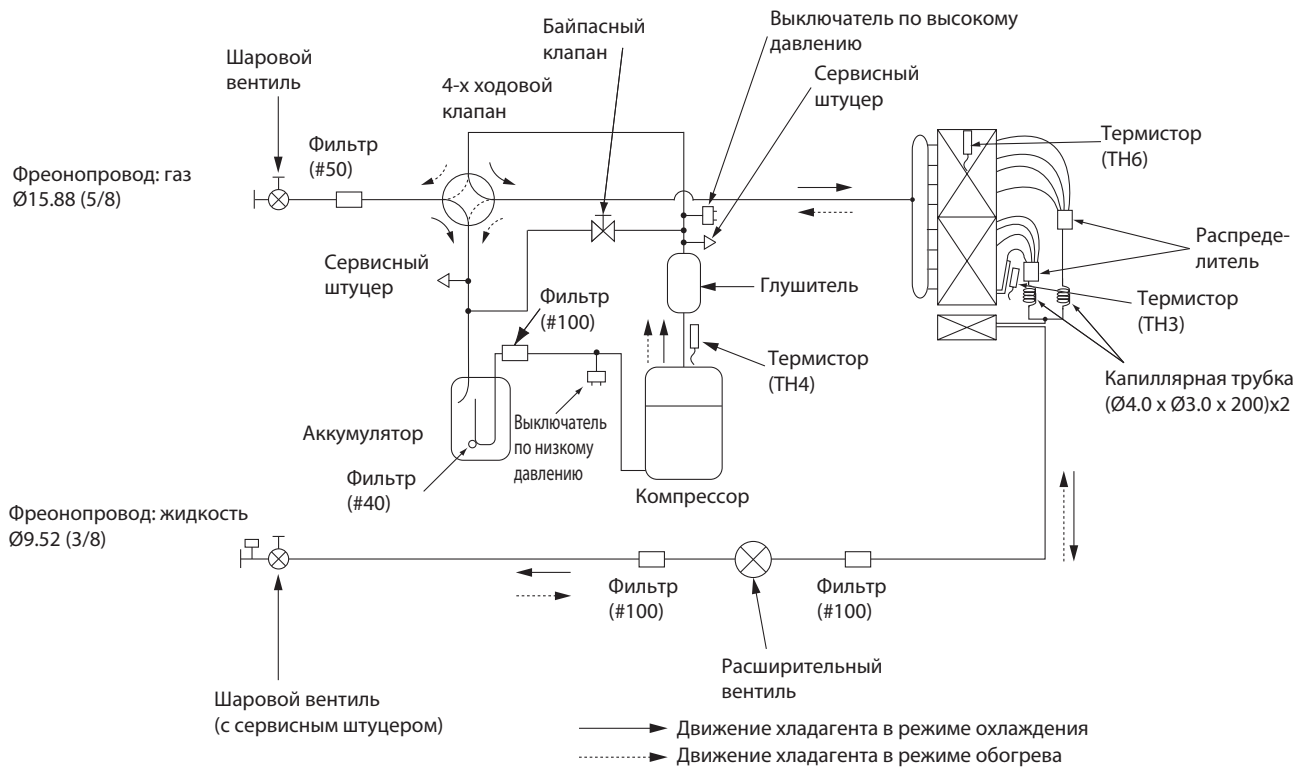 Байпасный
клапан
Выключатель по высокому
давлению
Шаровой
вентиль
Сервисный
штуцер
4-х ходовой
клапан
Термистор
(TH6)
Фильтр
(#50)
Фреонопровод: газ
Ø15.88 (5/8)
Распреде-
литель
Сервисный
штуцер
Глушитель
Фильтр
(#100)
Термистор
(TH3)
Термистор
(TH4)
Капиллярная трубка
(Ø4.0 x Ø3.0 x 200)x2
Аккумулятор
Выключатель
по низкому
давлению
Фильтр
(#40)
Компрессор
Фреонопровод: жидкость
Ø9.52 (3/8)
Фильтр
(#100)
Фильтр
(#100)
Расширительный
вентиль
Шаровой вентиль
(с сервисным штуцером)
Движение хладагента в режиме охлаждения
Движение хладагента в режиме обогрева